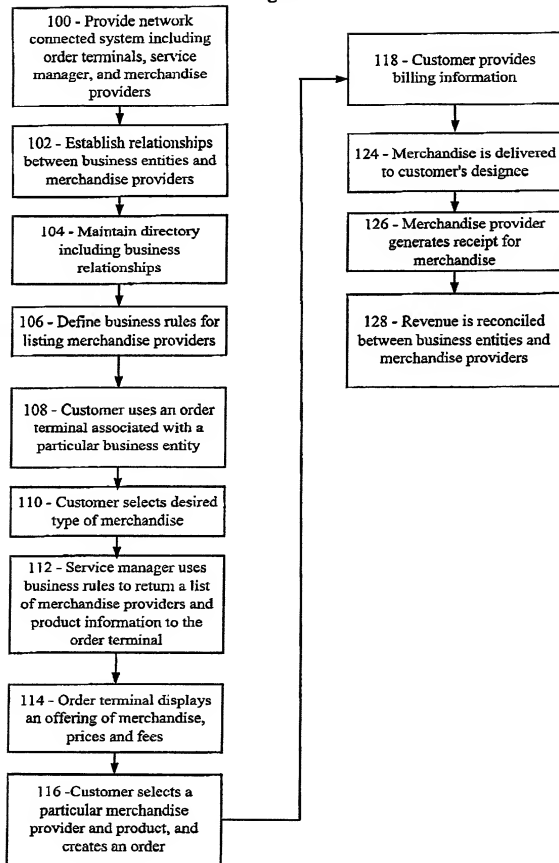 100 - Provide network
connected system including
order terminals, service
manager, and merchandise
providers
102 - Establish relationships
between business entities and
merchandise providers
104 - Maintain directory
including business
relationships
106 - Define business rules for
listing merchandise providers
108 - Customer uses an order
terminal associated with a
particular business entity
110 - Customer selects desired
type of merchandise
112 - Service manager uses
business rules to return a list
of merchandise providers and
product information to the
order terminal
114 - Order terminal displays
an offering of merchandise,
prices and fees
116 -Customer selects a
particular merchandise
provider and product, and
creates an order
118 - Customer provides
billing information
124 - Merchandise is delivered
to customer's designee
126 - Merchandise provider
generates receipt for
merchandise
128 - Revenue is reconciled
between business entities and
merchandise providers